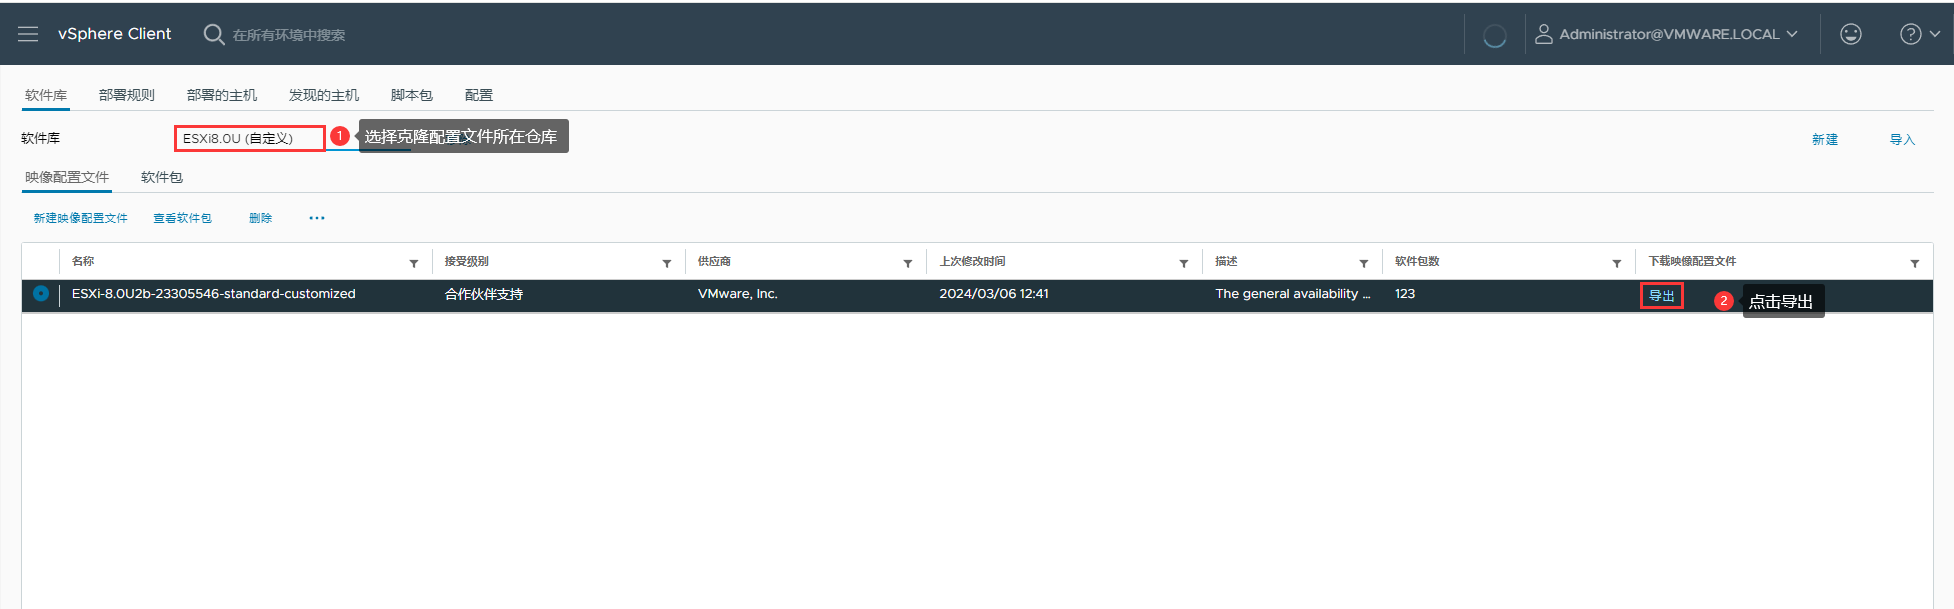 vSphere Client 在所有环境中搜索 Administrator@VMWARE.LOCAL
软件库 部署规则 部署的主机 发现的主机 脚本包 配置
软件库 ESXi8.0U (自定义) 1 选择克隆配置文件所在仓库 新建 导入
映像配置文件 软件包
新建映像配置文件 查看软件包 删除 •••
名称 接受级别 供应商 上次修改时间 描述 软件包数 下载映像配置文件
ESXi-8.0U2b-23305546-standard-customized 合作伙伴支持 VMware, Inc. 2024/03/06 12:41 The general availability ... 123 导出 2 点击导出